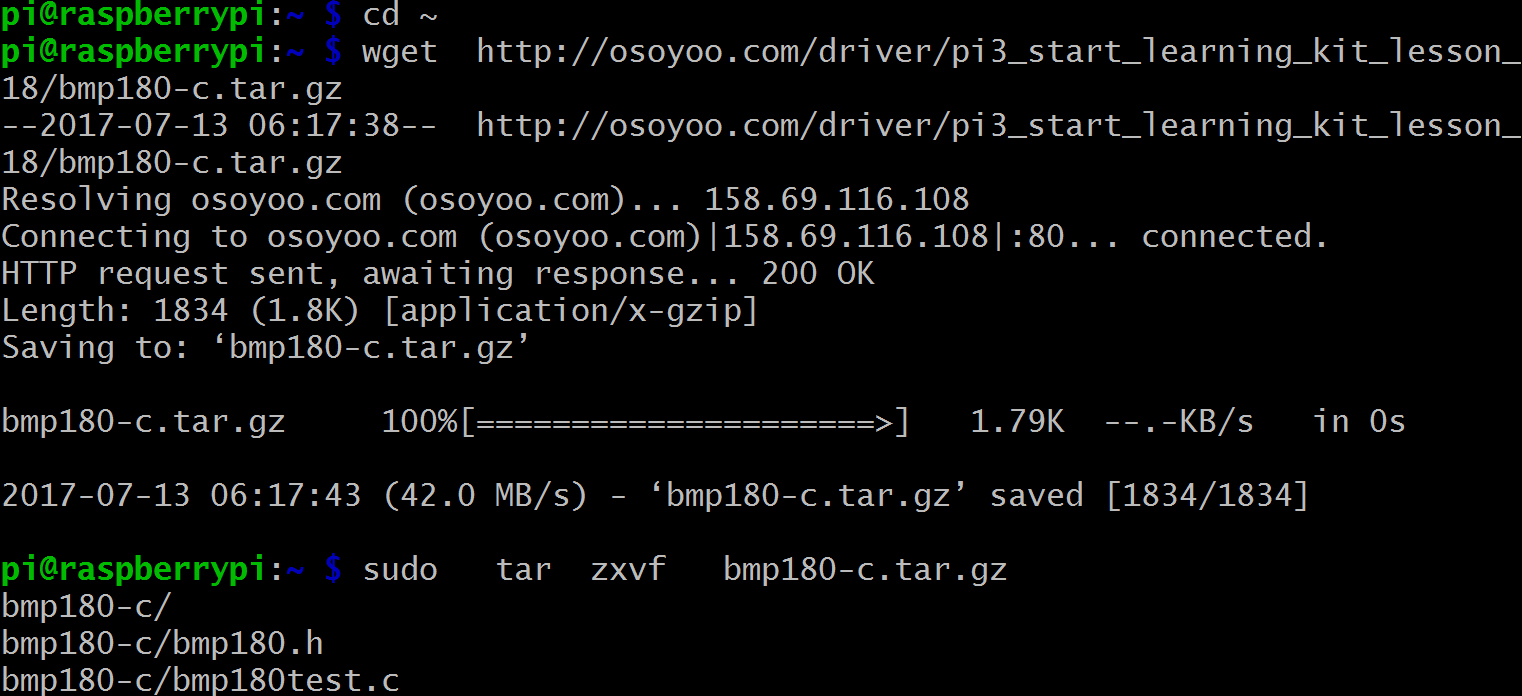 pi@raspberrypi:~ $ cd ~
pi@raspberrypi:~ $ wget  http://osoyoo.com/driver/pi3_start_learning_kit_lesson_
18/bmp180-c.tar.gz
--2017-07-13 06:17:38--  http://osoyoo.com/driver/pi3_start_learning_kit_lesson_
18/bmp180-c.tar.gz
Resolving osoyoo.com (osoyoo.com)... 158.69.116.108
Connecting to osoyoo.com (osoyoo.com)|158.69.116.108|:80... connected.
HTTP request sent, awaiting response... 200 OK
Length: 1834 (1.8K) [application/x-gzip]
Saving to: ‘bmp180-c.tar.gz’
bmp180-c.tar.gz     100%[=====================>]   1.79K  --.-KB/s   in 0s
2017-07-13 06:17:43 (42.0 MB/s) - ‘bmp180-c.tar.gz’ saved [1834/1834]
pi@raspberrypi:~ $ sudo   tar  zxvf   bmp180-c.tar.gz
bmp180-c/
bmp180-c/bmp180.h
bmp180-c/bmp180test.c